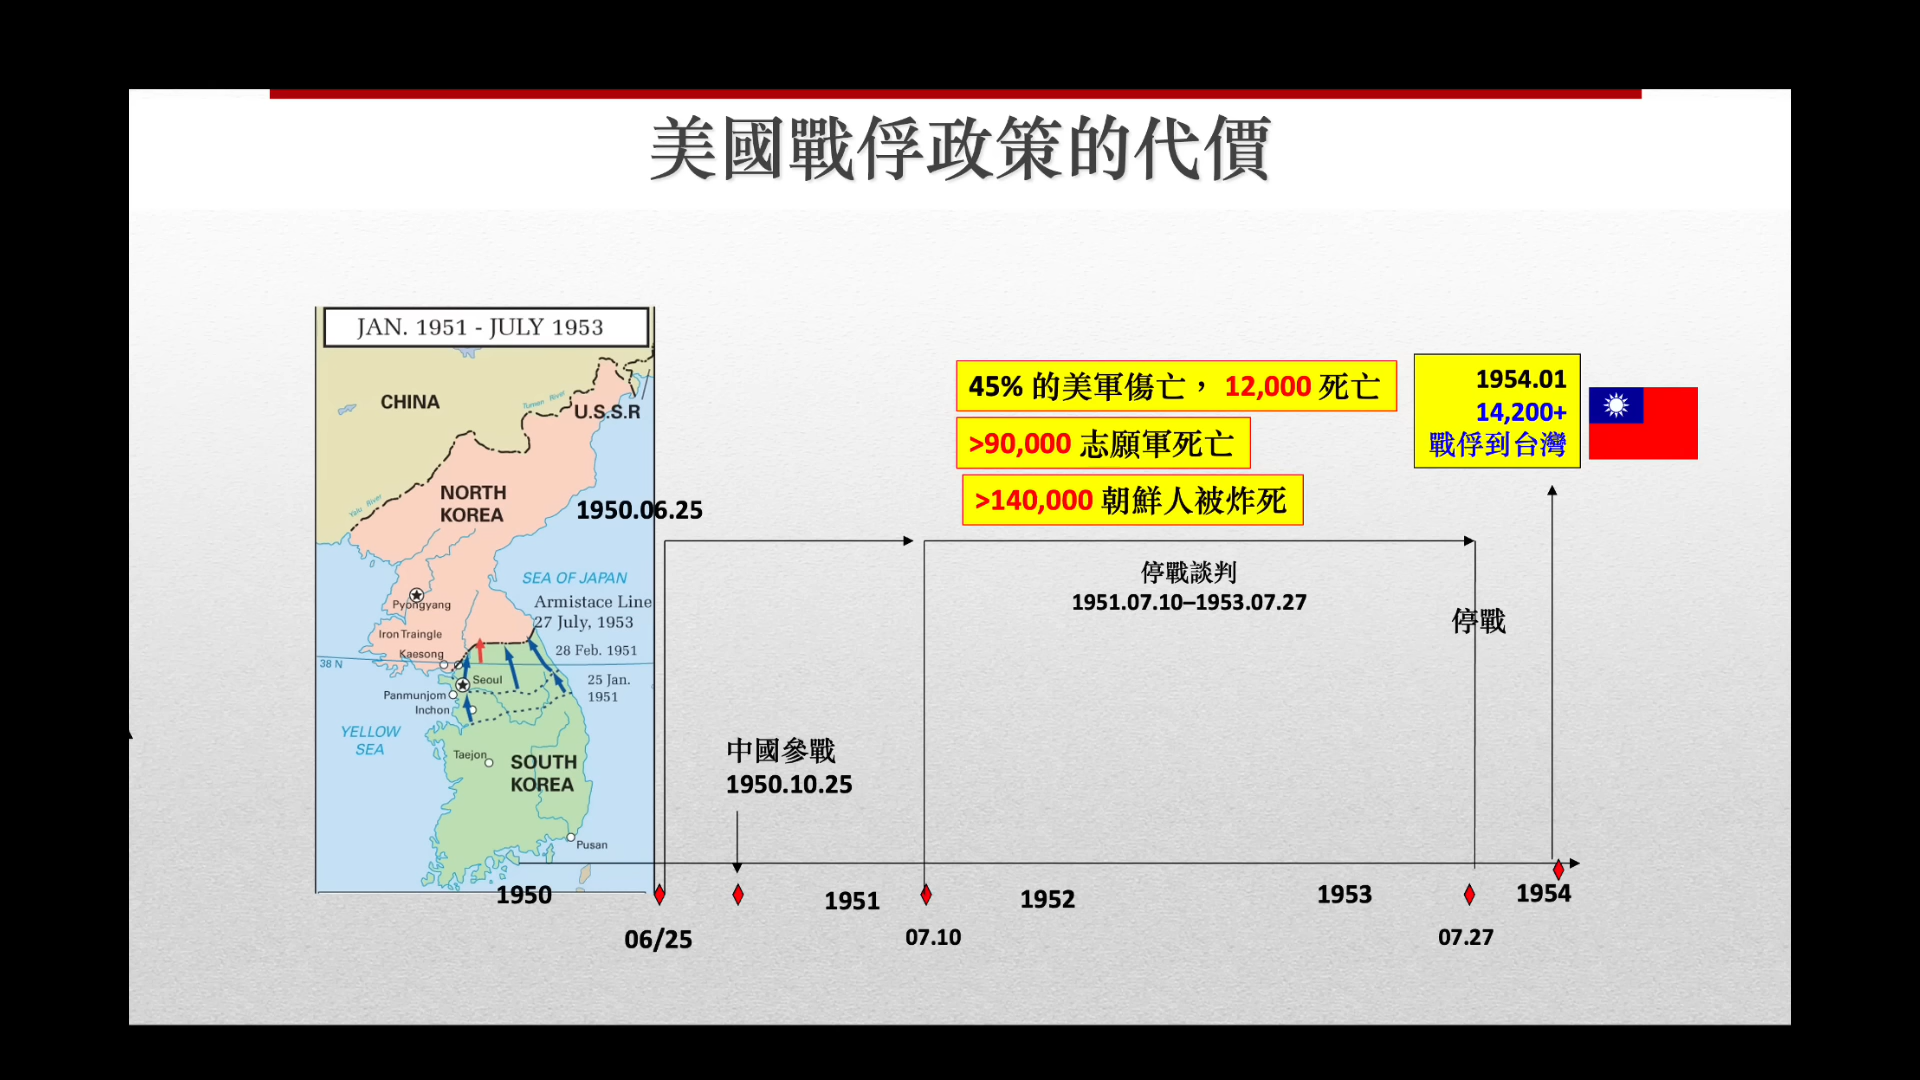 美國戰俘政策的代價
JAN. 1951 - JULY 1953
CHINA
Tumen River
U.S.S.R
Yalu River
NORTH
KOREA
1950.06.25
SEA OF JAPAN
Armistace Line
27 July, 1953
Pyongyang
Iron Traingle
Kaesong
28 Feb. 1951
38 N
Seoul
25 Jan.
1951
Panmunjom
Inchon
YELLOW
SEA
Taejon
SOUTH
KOREA
Pusan
45% 的美軍傷亡， 12,000 死亡
>90,000 志願軍死亡
>140,000 朝鮮人被炸死
1954.01
14,200+
戰俘到台灣
停戰談判
1951.07.10–1953.07.27
停戰
中國參戰
1950.10.25
1950
1951
1952
1953
1954
06/25
07.10
07.27